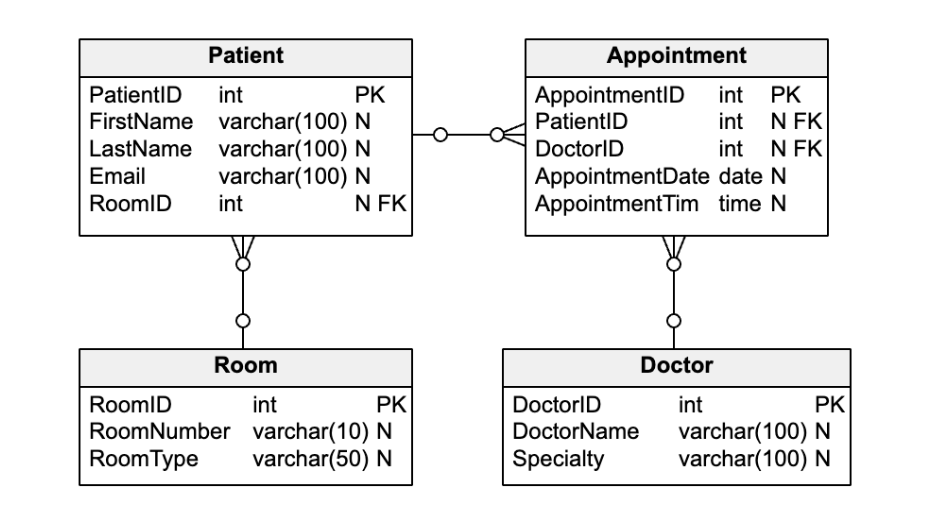 Patient
PatientID int PK
FirstName varchar(100) N
LastName varchar(100) N
Email varchar(100) N
RoomID int N FK
Appointment
AppointmentID int PK
PatientID int N FK
DoctorID int N FK
AppointmentDate date N
AppointmentTim time N
Room
RoomID int PK
RoomNumber varchar(10) N
RoomType varchar(50) N
Doctor
DoctorID int PK
DoctorName varchar(100) N
Specialty varchar(100) N